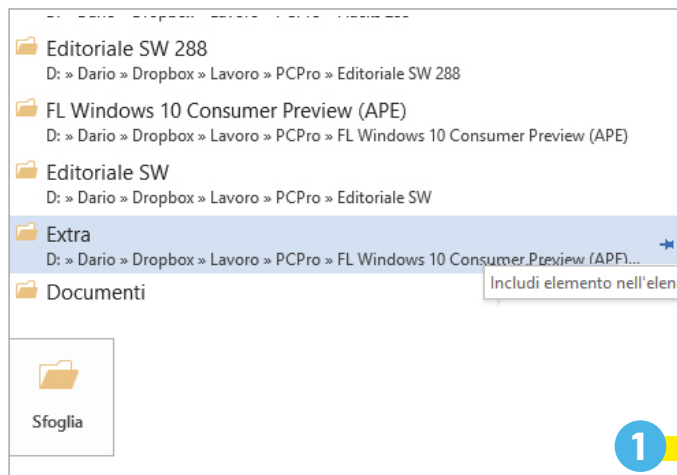 Editoriale SW 288
D: » Dario » Dropbox » Lavoro » PCPro » Editoriale SW 288
FL Windows 10 Consumer Preview (APE)
D: » Dario » Dropbox » Lavoro » PCPro » FL Windows 10 Consumer Preview (APE)
Editoriale SW
D: » Dario » Dropbox » Lavoro » PCPro » Editoriale SW
Extra
D: » Dario » Dropbox » Lavoro » PCPro » FL Windows 10 Consumer Preview (APE)...
Includi elemento nell'elen
Documenti
Sfoglia
1